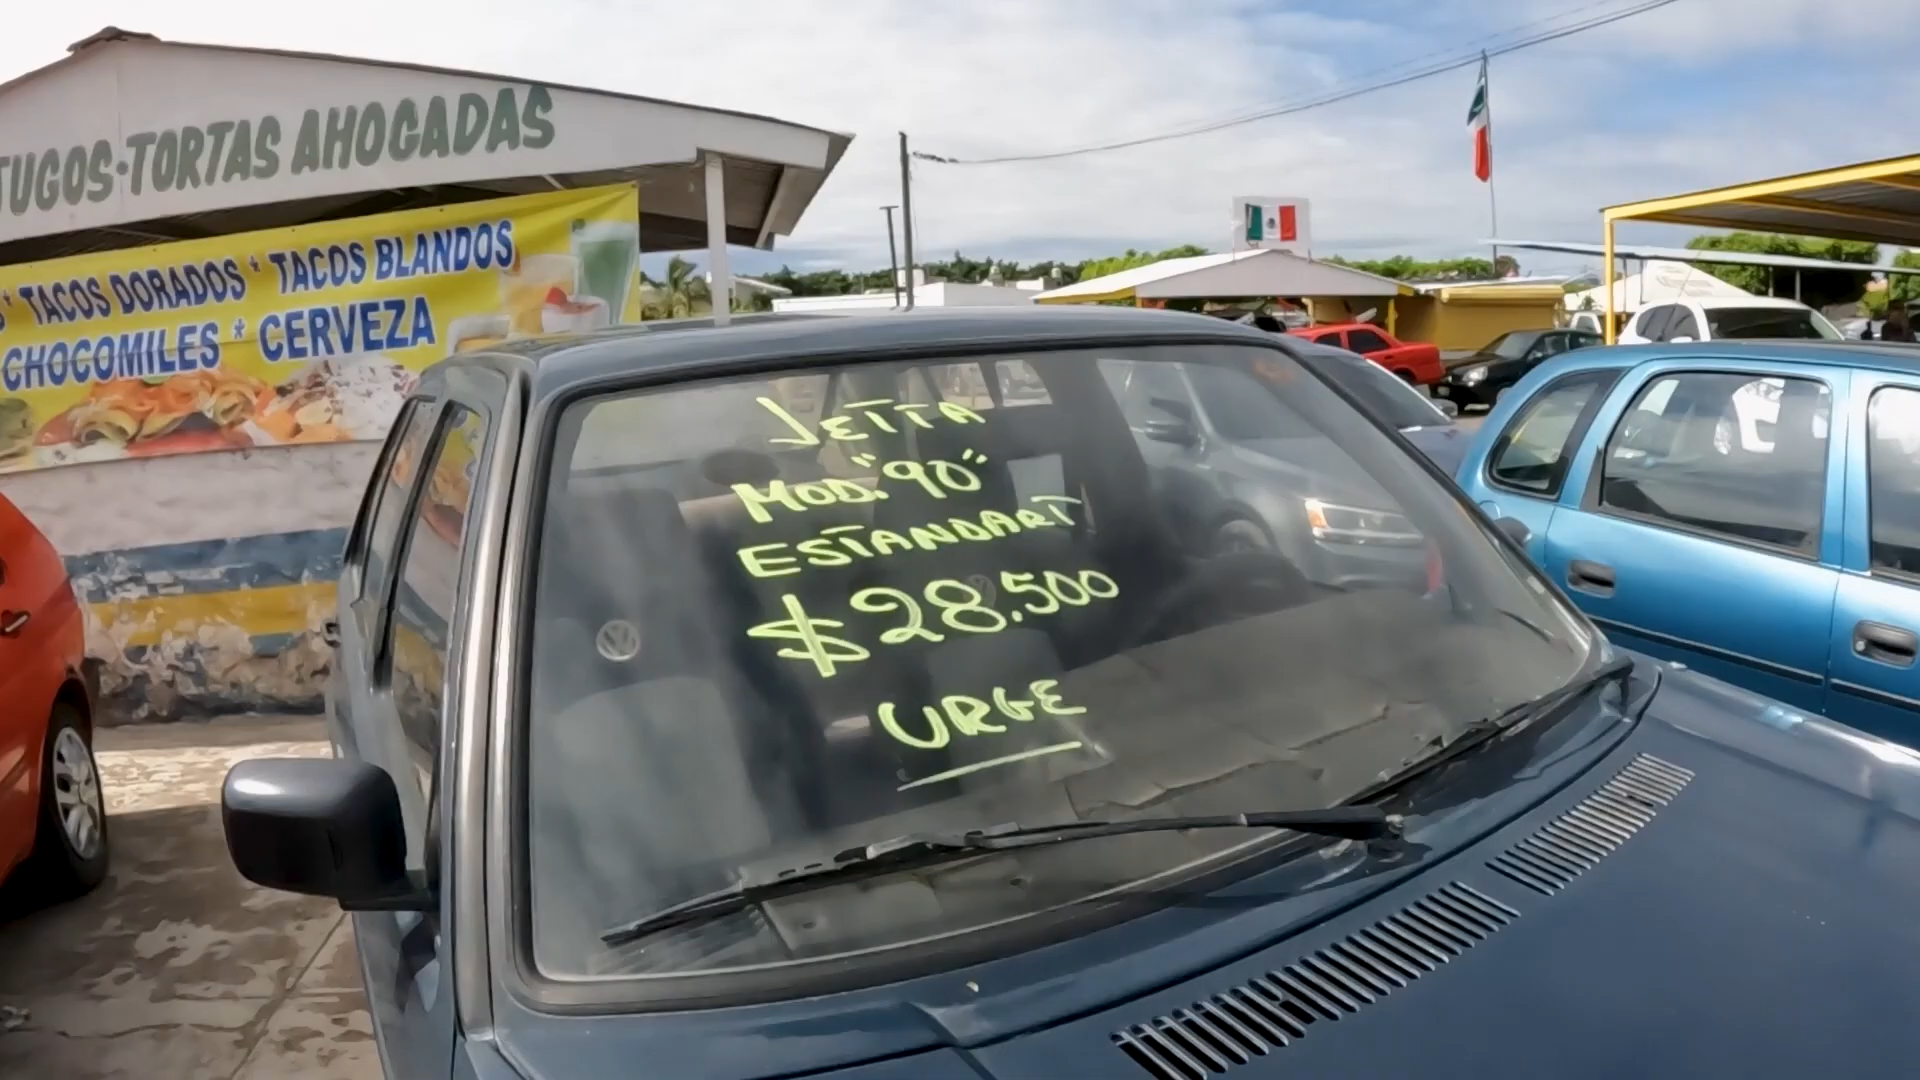 TUGOS·TORTAS AHOGADAS
* TACOS DORADOS * TACOS BLANDOS
CHOCOMILES * CERVEZA
JETTA
MOD. "90"
ESTANDART
$28.500
URGE